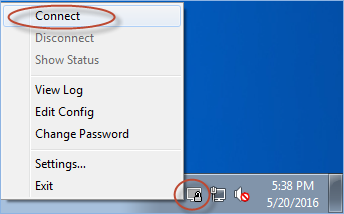 Connect
Disconnect
Show Status
View Log
Edit Config
Change Password
Settings...
Exit
5:38 PM
5/20/2016